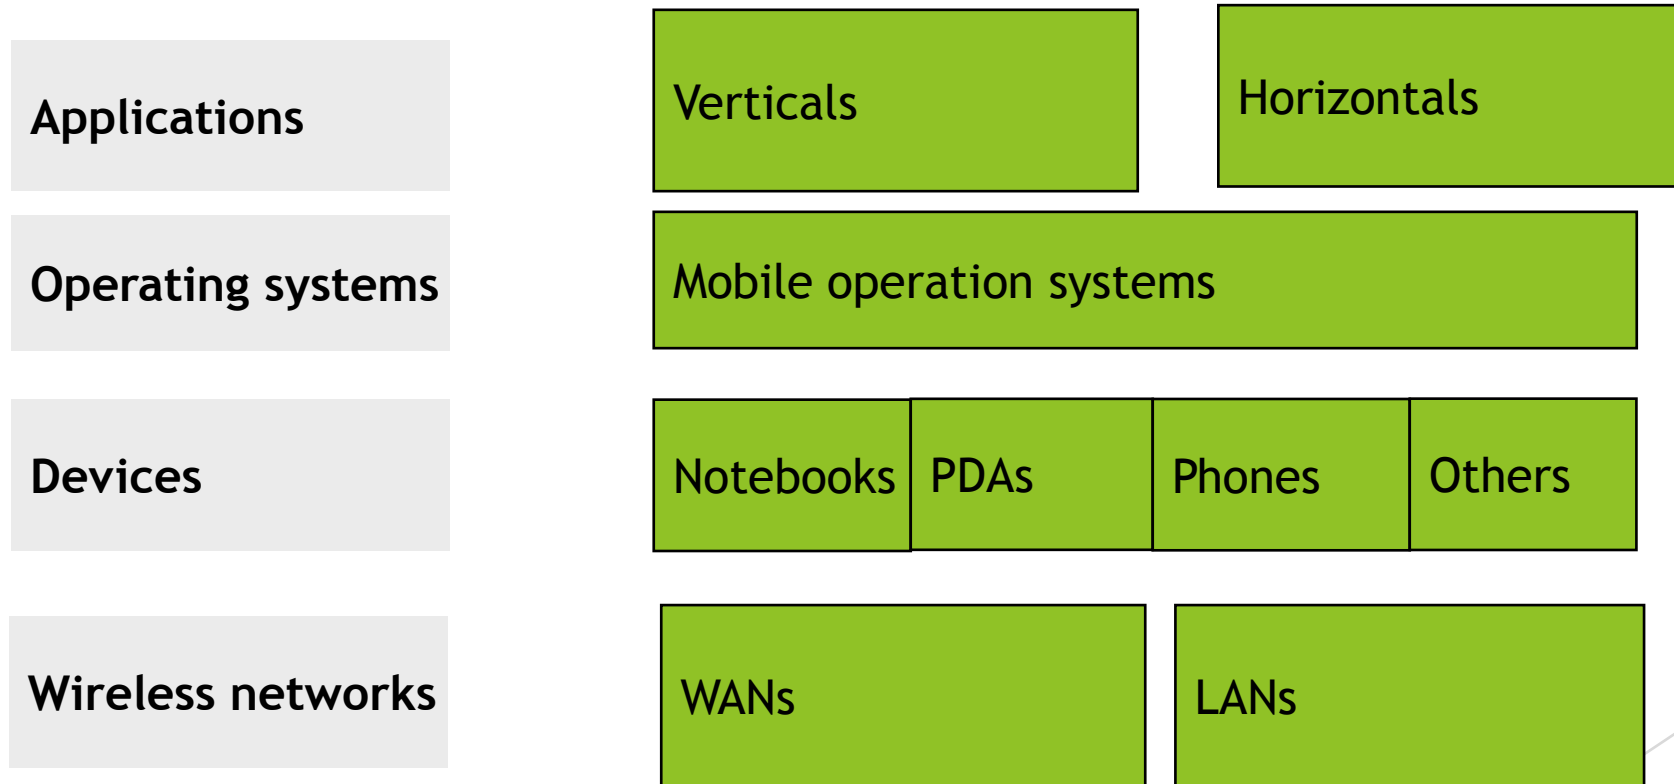 Applications
Verticals
Horizontals
Operating systems
Mobile operation systems
Devices
Notebooks
PDAs
Phones
Others
Wireless networks
WANs
LANs